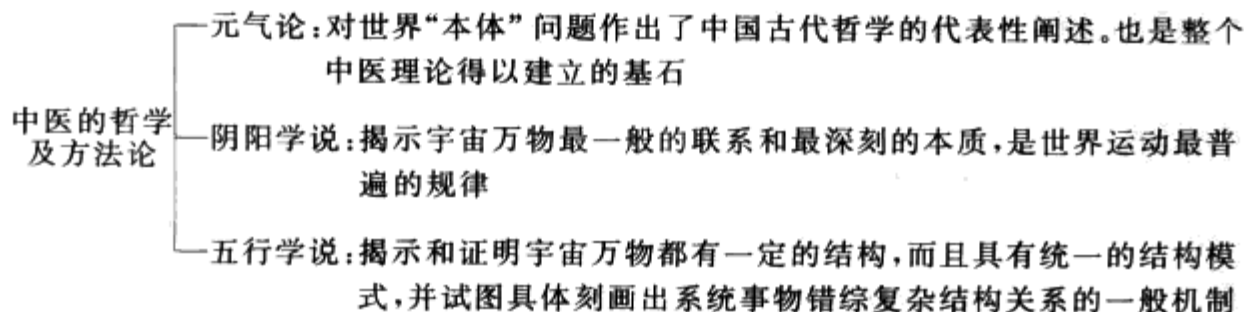 元气论:对世界“本体”问题作出了中国古代哲学的代表性阐述。也是整个
中医理论得以建立的基石
中医的哲学
及方法论
阴阳学说:揭示宇宙万物最一般的联系和最深刻的本质,是世界运动最普
遍的规律
五行学说:揭示和证明宇宙万物都有一定的结构,而且具有统一的结构模
式,并试图具体刻画出系统事物错综复杂结构关系的一般机制